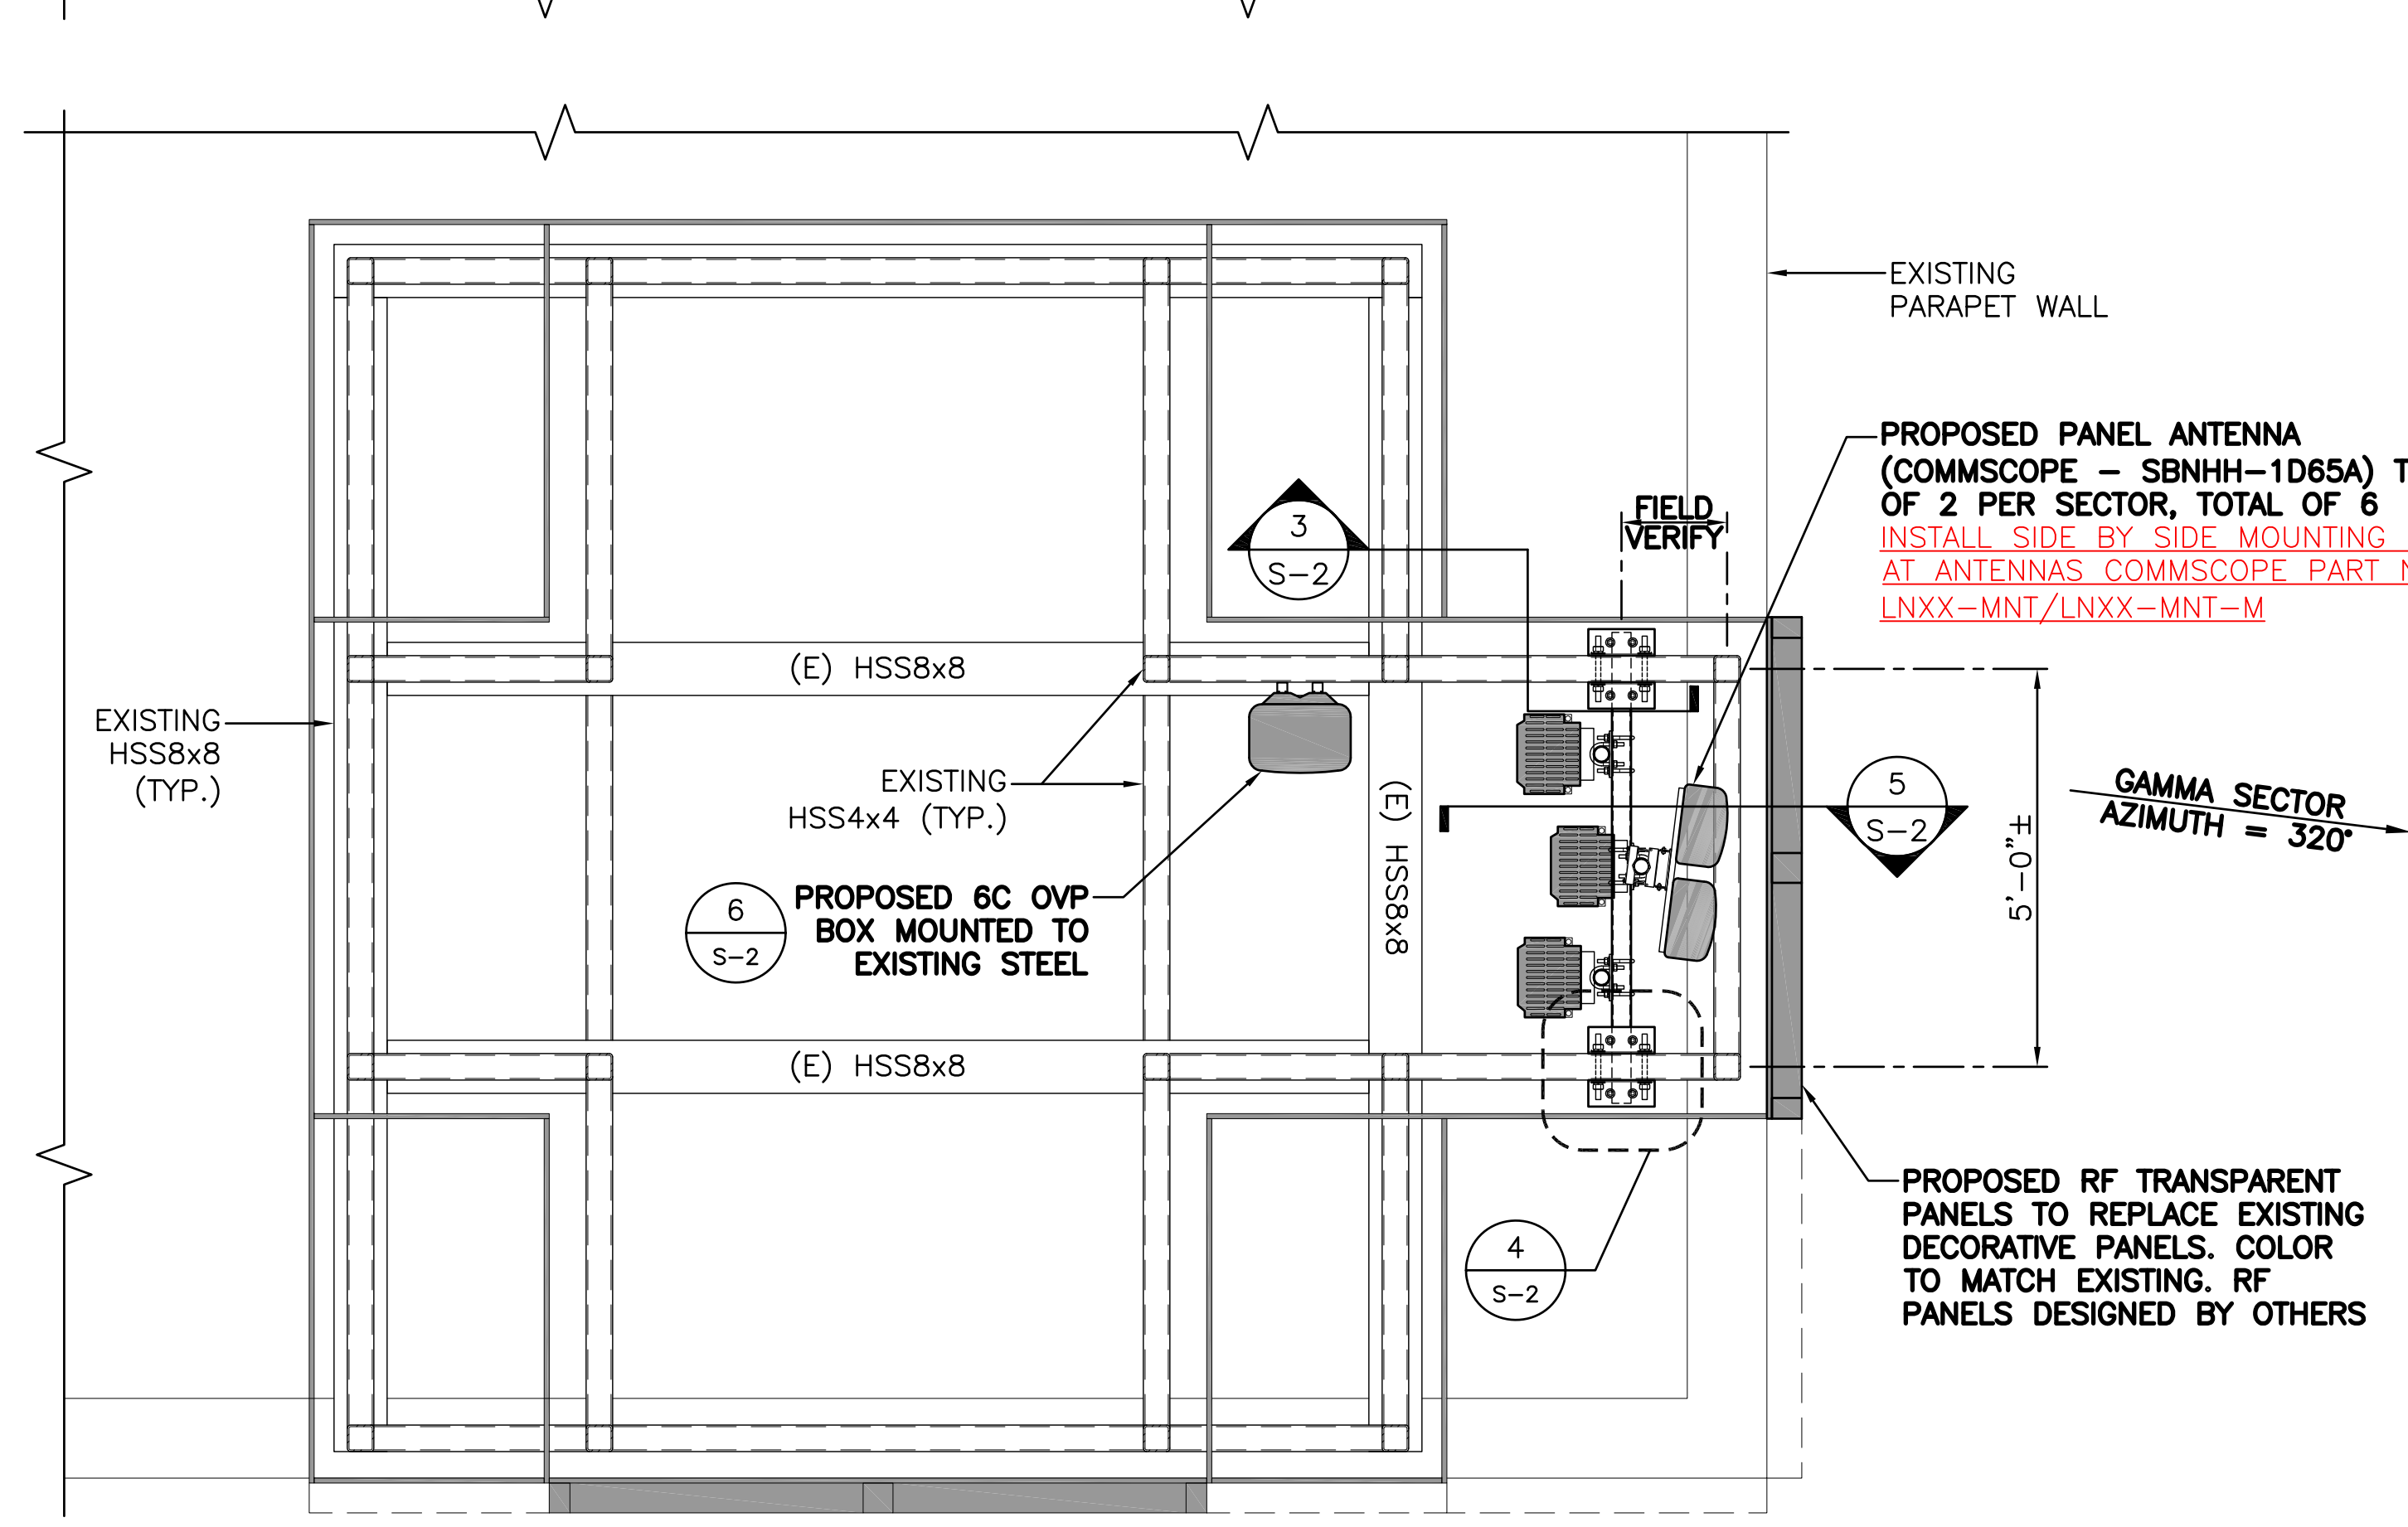 EXISTING
PARAPET WALL
PROPOSED PANEL ANTENNA
(COMMSCOPE - SBNHH-1D65A)
OF 2 PER SECTOR, TOTAL OF 6
INSTALL SIDE BY SIDE MOUNTING
AT ANTENNAS COMMSCOPE PART
LNXX-MNT/LNXX-MNT-M
FIELD
VERIFY
3
S-2
(E) HSS8x8
EXISTING
HSS8x8
(TYP.)
EXISTING
HSS4x4 (TYP.)
(E) HSS8x8
5
S-2
GAMMA SECTOR
AZIMUTH = 320°
5'-0"±
6
S-2
PROPOSED 6C OVP
BOX MOUNTED TO
EXISTING STEEL
(E) HSS8x8
4
S-2
PROPOSED RF TRANSPARENT
PANELS TO REPLACE EXISTING
DECORATIVE PANELS. COLOR
TO MATCH EXISTING. RF
PANELS DESIGNED BY OTHERS